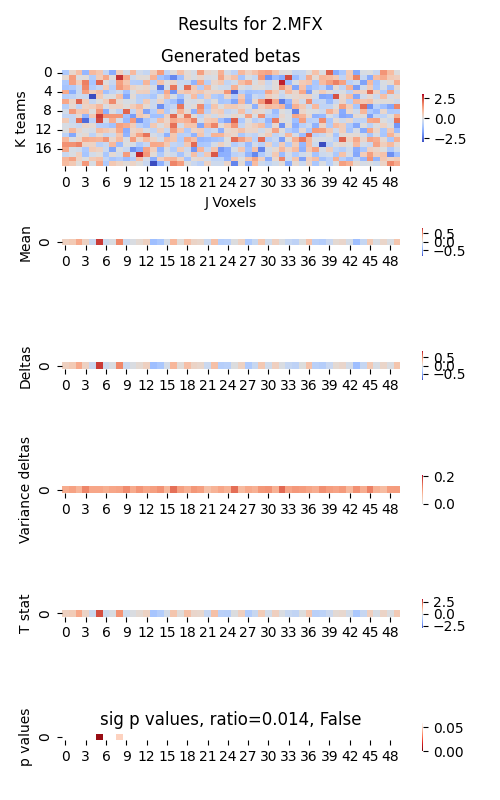 Results for 2.MFX
Generated betas
K teams
0
4
8
12
16
2.5
0.0
−2.5
0 3 6 9 12 15 18 21 24 27 30 33 36 39 42 45 48
J Voxels
Mean
0
0.5
0.0
−0.5
0 3 6 9 12 15 18 21 24 27 30 33 36 39 42 45 48
Deltas
0
0.5
0.0
−0.5
0 3 6 9 12 15 18 21 24 27 30 33 36 39 42 45 48
Variance deltas
0
0.2
0.0
0 3 6 9 12 15 18 21 24 27 30 33 36 39 42 45 48
T stat
0
2.5
0.0
−2.5
0 3 6 9 12 15 18 21 24 27 30 33 36 39 42 45 48
sig p values, ratio=0.014, False
p values
0
0.05
0.00
0 3 6 9 12 15 18 21 24 27 30 33 36 39 42 45 48